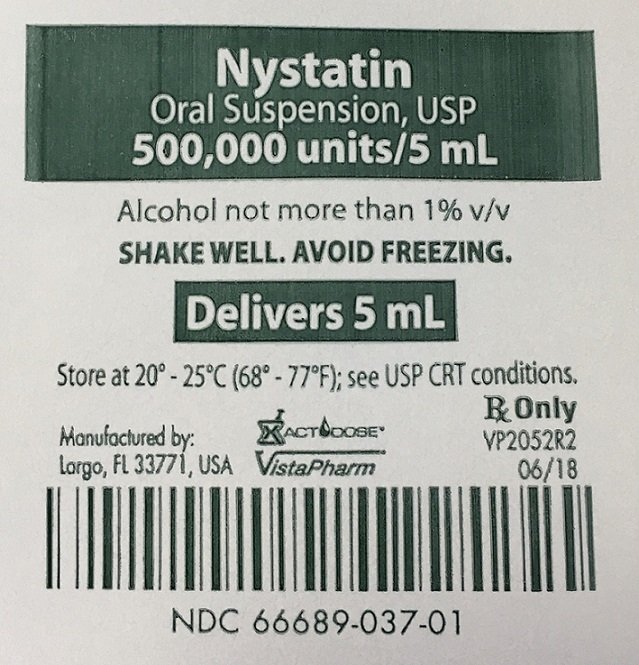 Nystatin
Oral Suspension, USP
500,000 units/5 mL
Alcohol not more than 1% v/v
SHAKE WELL. AVOID FREEZING.
Delivers 5 mL
Store at 20° - 25°C (68° - 77°F); see USP CRT conditions.
Manufactured by:
Largo, FL 33771, USA
XACTDOSE®
VistaPharm®
℞ Only
VP2052R2
06/18
NDC 66689-037-01